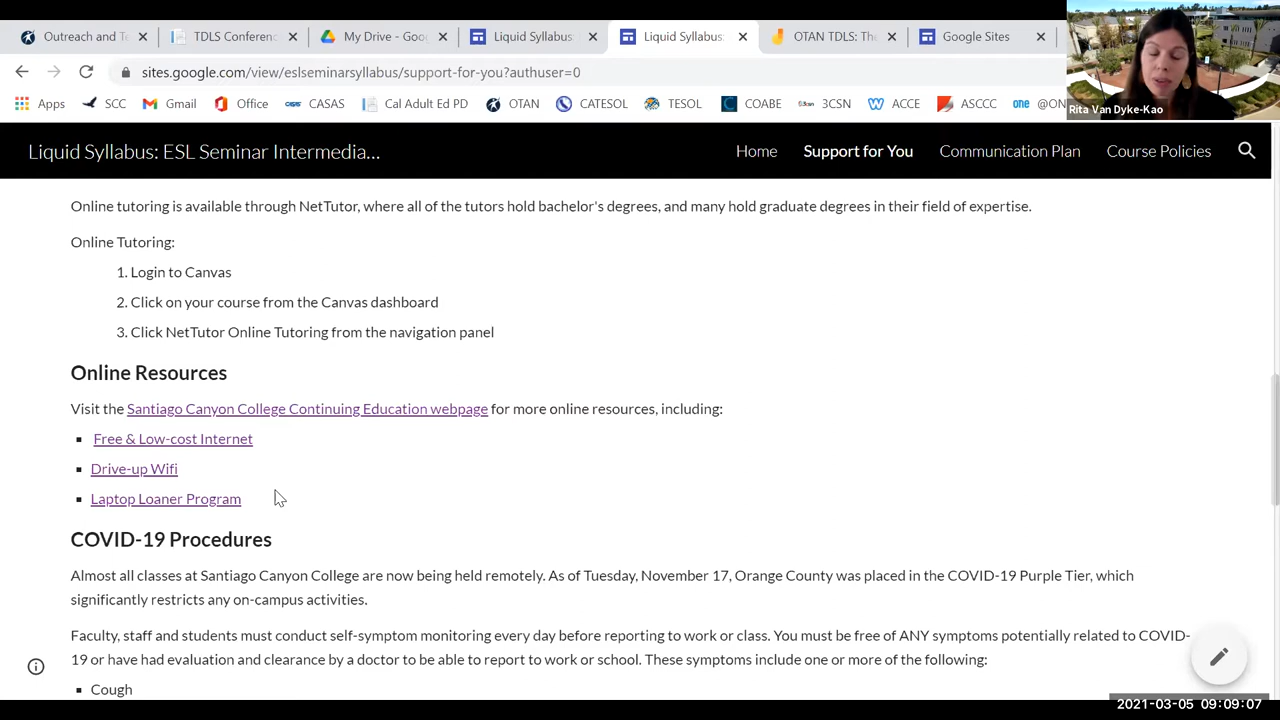 Outreach and Te
TDLS Conferenc
My Drive - Goog
Liquid Syllabus:
Liquid Syllabus:
OTAN TDLS: The
Google Sites
sites.google.com/view/eslseminarsyllabus/support-for-you?authuser=0
Apps
SCC
Gmail
Office
CASAS
Cal Adult Ed PD
OTAN
CATESOL
TESOL
COABE
3CSN
ACCE
ASCCC
@ON
Rita Van Dyke-Kao
Liquid Syllabus: ESL Seminar Intermedia...
Home
Support for You
Communication Plan
Course Policies
Online tutoring is available through NetTutor, where all of the tutors hold bachelor's degrees, and many hold graduate degrees in their field of expertise.
Online Tutoring:
1. Login to Canvas
2. Click on your course from the Canvas dashboard
3. Click NetTutor Online Tutoring from the navigation panel
Online Resources
Visit the Santiago Canyon College Continuing Education webpage for more online resources, including:
Free & Low-cost Internet
Drive-up Wifi
Laptop Loaner Program
COVID-19 Procedures
Almost all classes at Santiago Canyon College are now being held remotely. As of Tuesday, November 17, Orange County was placed in the COVID-19 Purple Tier, which
significantly restricts any on-campus activities.
Faculty, staff and students must conduct self-symptom monitoring every day before reporting to work or class. You must be free of ANY symptoms potentially related to COVID-
19 or have had evaluation and clearance by a doctor to be able to report to work or school. These symptoms include one or more of the following:
Cough
2021-03-05 09:09:07